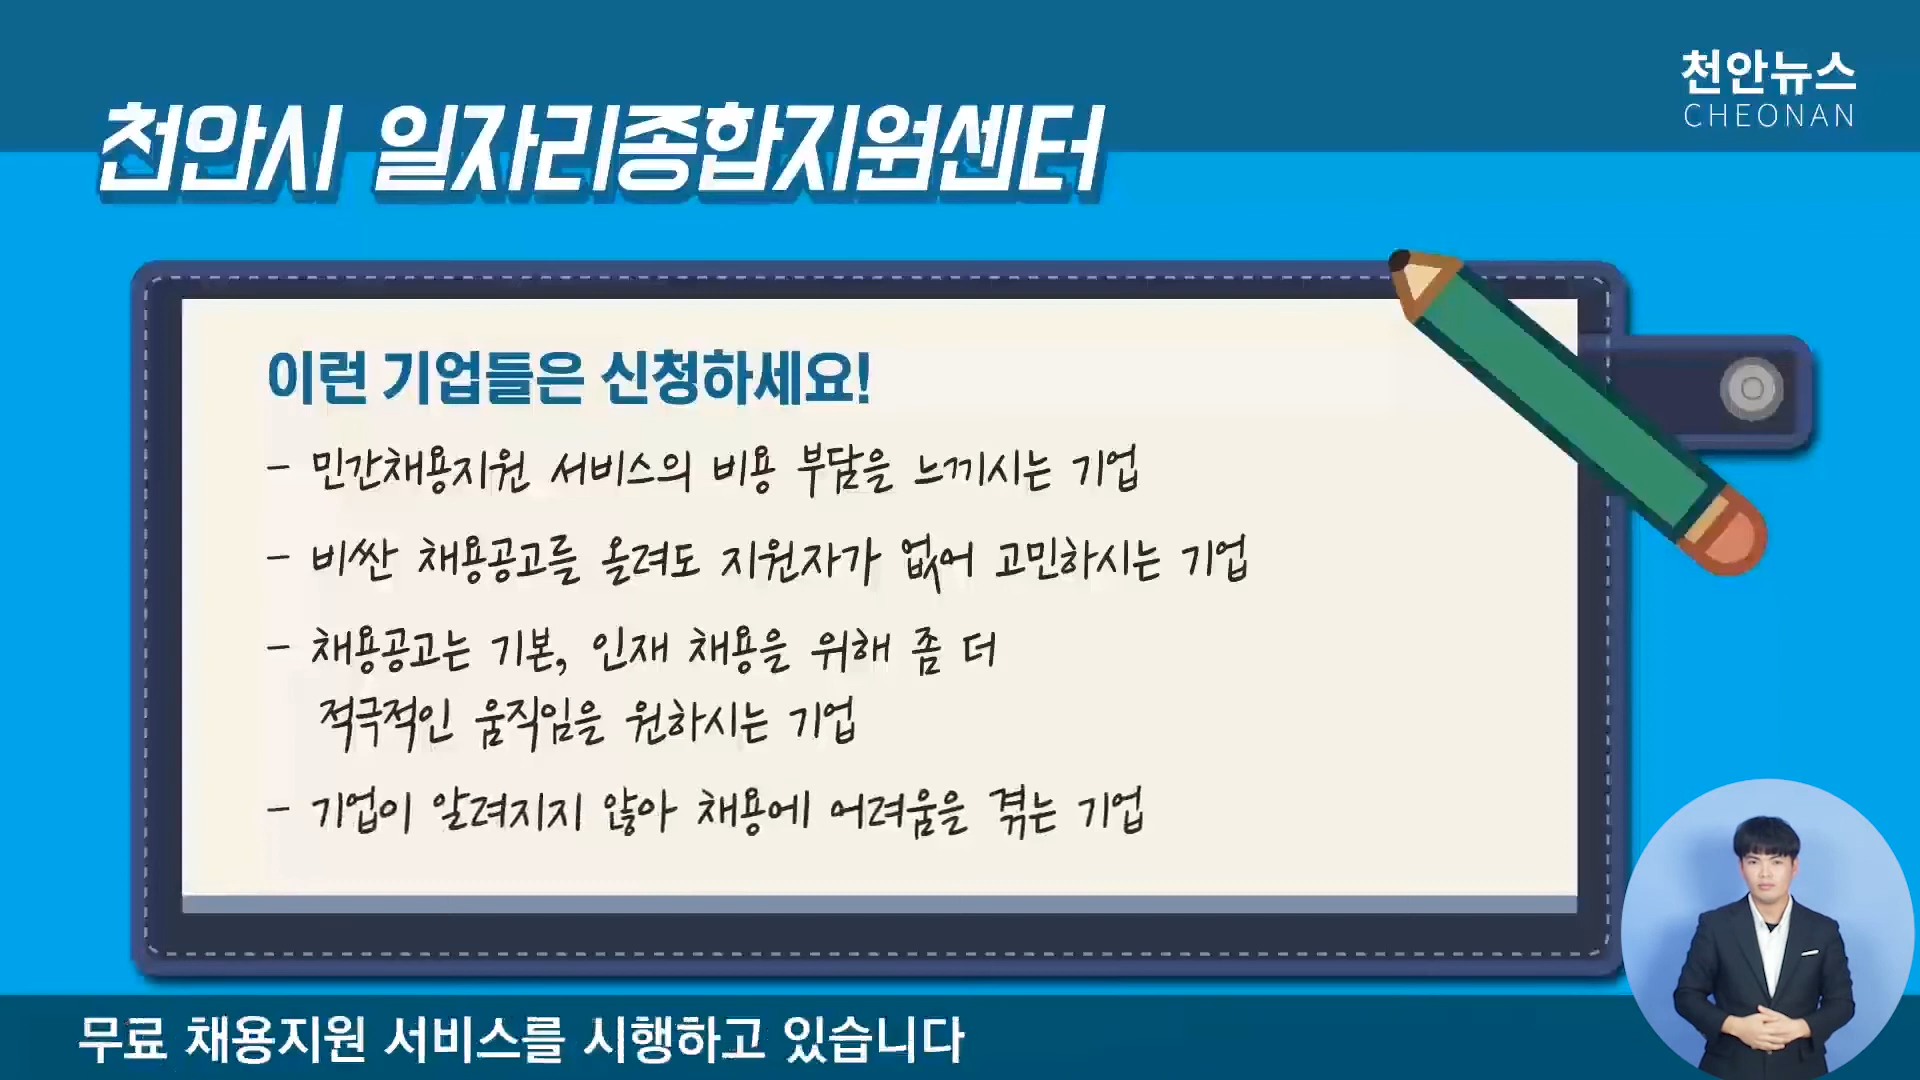 천안뉴스
CHEONAN
천안시 일자리종합지원센터
이런 기업들은 신청하세요!
- 민간채용지원 서비스의 비용 부담을 느끼시는 기업
- 비싼 채용공고를 올려도 지원자가 없어 고민하시는 기업
- 채용공고는 기본, 인재 채용을 위해 좀 더
적극적인 움직임을 원하시는 기업
- 기업이 알려지지 않아 채용에 어려움을 겪는 기업
무료 채용지원 서비스를 시행하고 있습니다